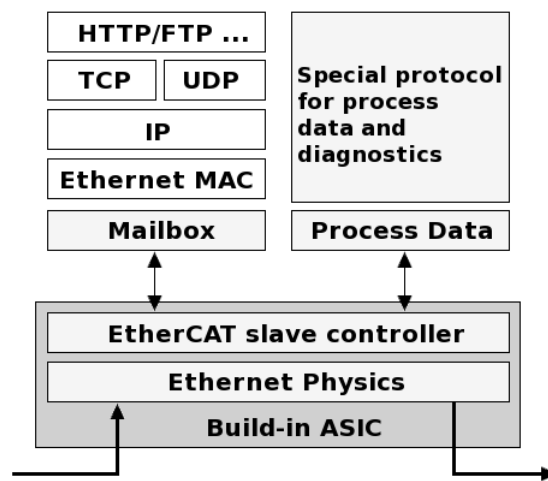 HTTP/FTP ...
TCP
UDP
IP
Ethernet MAC
Mailbox
Special protocol
for process
data and
diagnostics
Process Data
EtherCAT slave controller
Ethernet Physics
Build-in ASIC